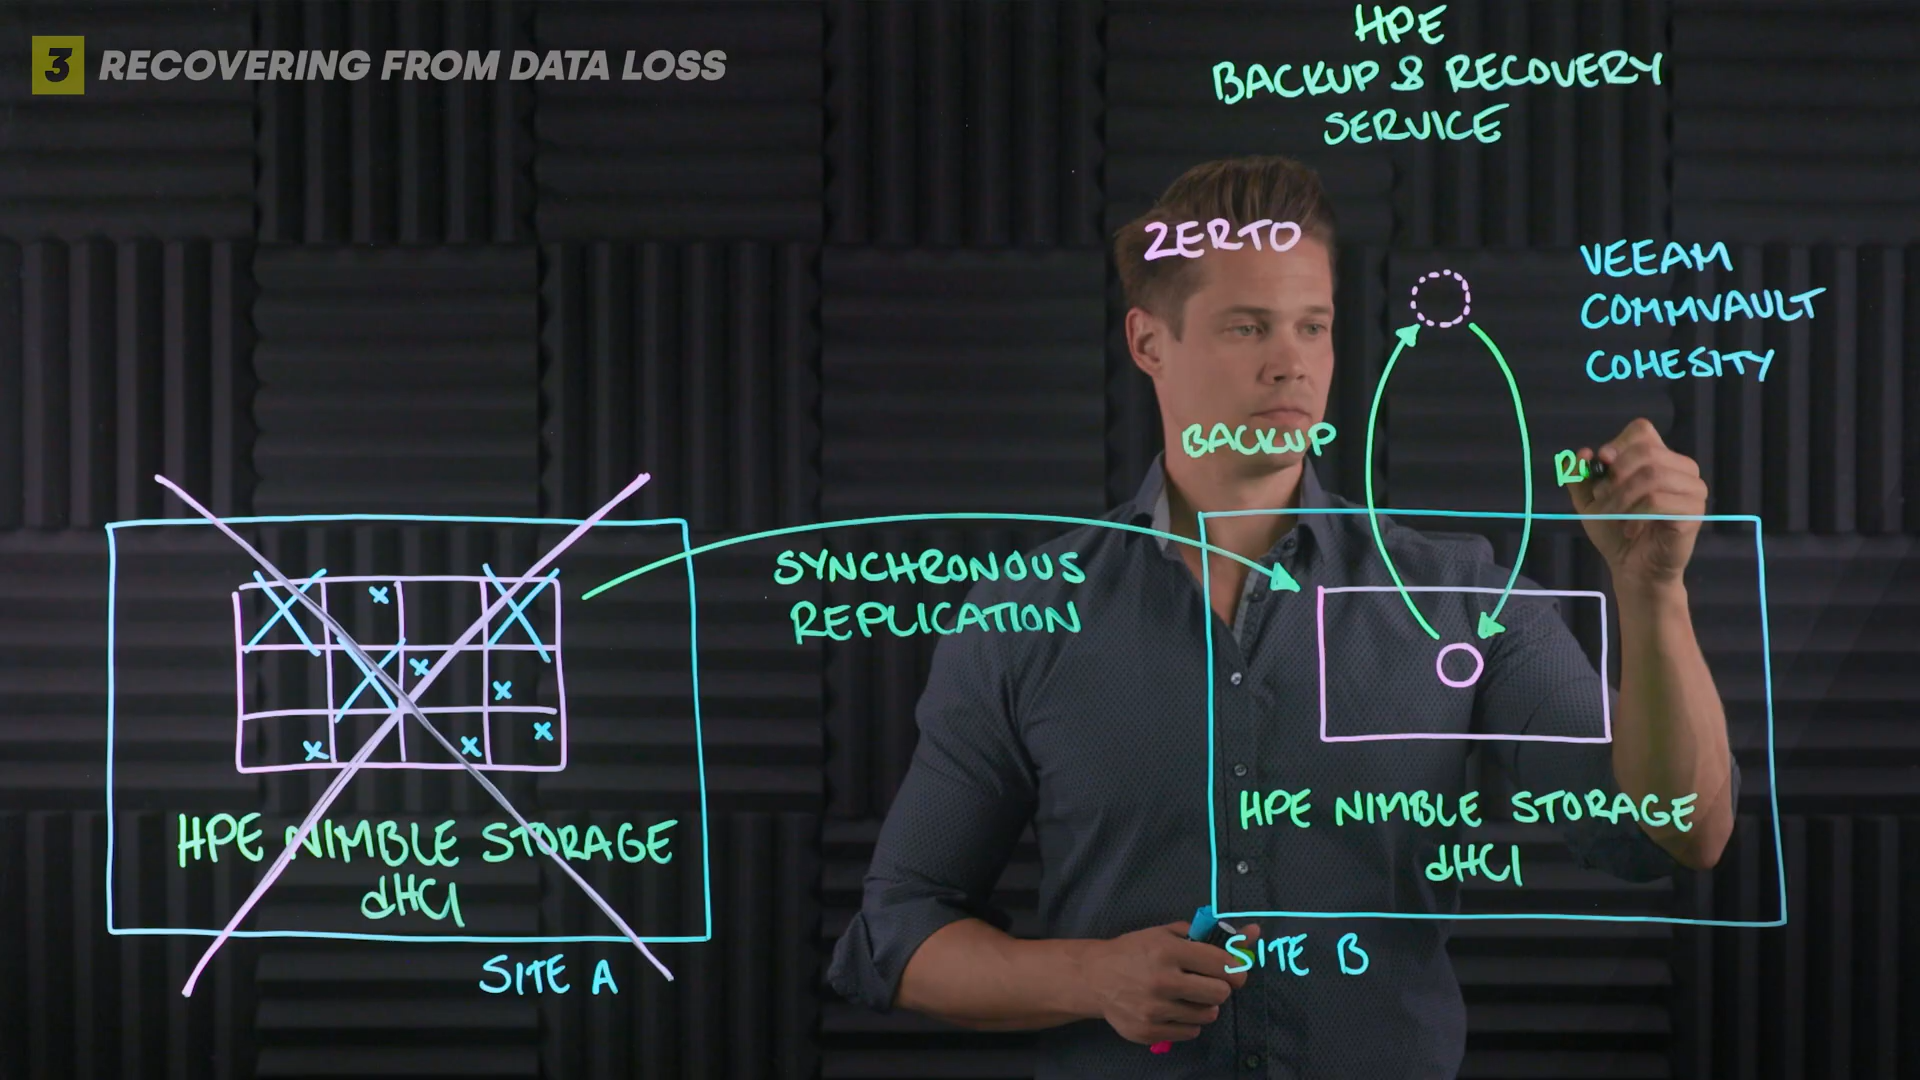 3 RECOVERING FROM DATA LOSS
HPE
BACKUP & RECOVERY
SERVICE
ZERTO
VEEAM
COMMVAULT
COHESITY
BACKUP
SYNCHRONOUS
REPLICATION
HPE NIMBLE STORAGE
dHCI
SITE A
HPE NIMBLE STORAGE
dHCI
SITE B